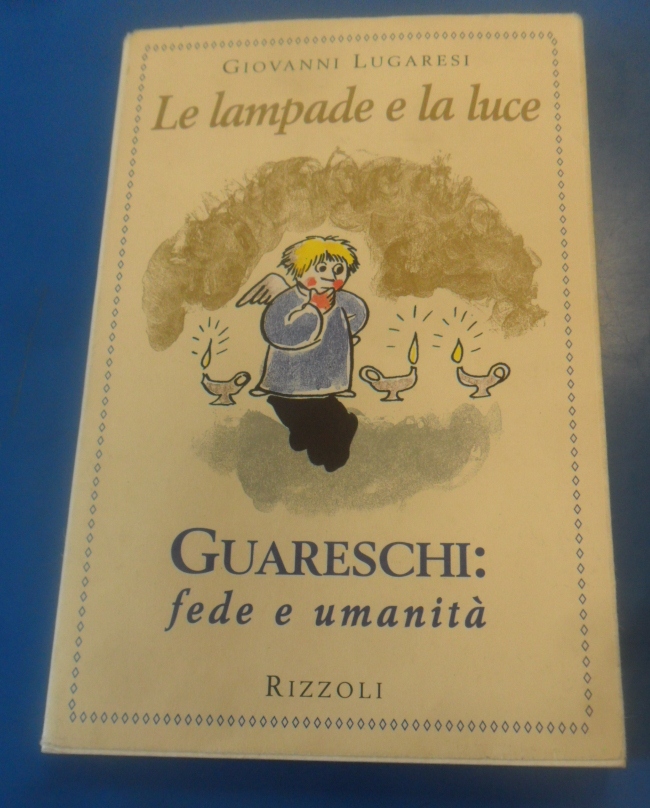 GIOVANNI LUGARESI
Le lampade e la luce
GUARESCHI:
fede e umanità
RIZZOLI